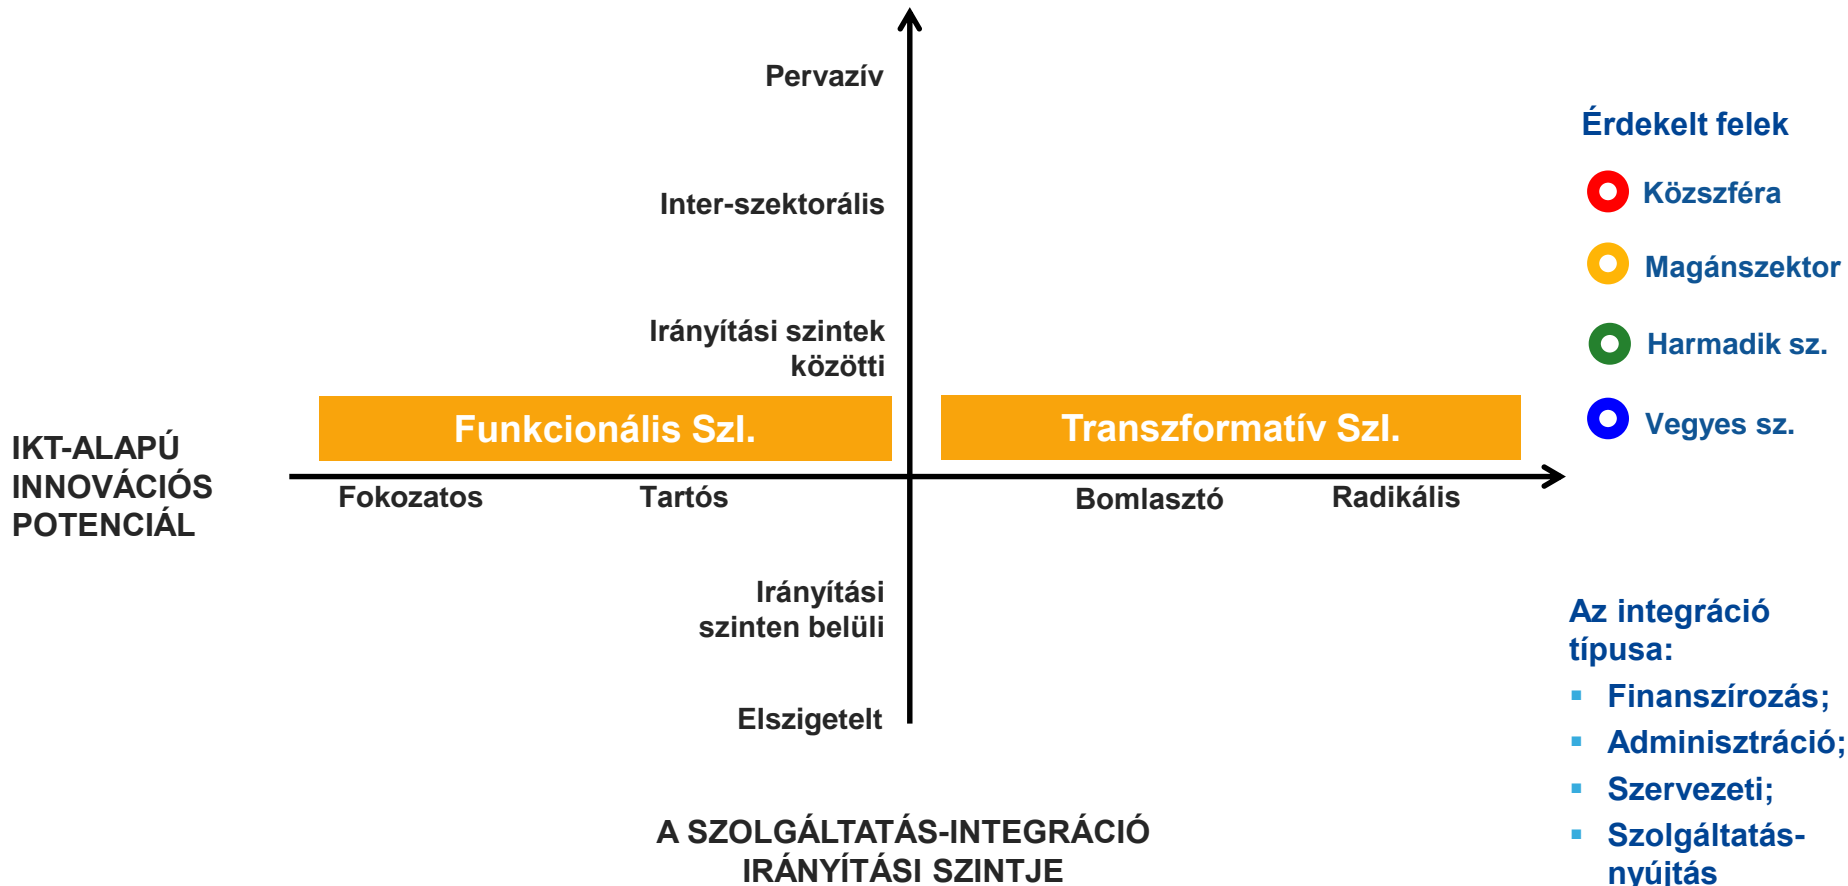 Pervazív
Inter-szektorális
Irányítási szintek
közötti
Funkcionális Szl.
Transzformatív Szl.
IKT-ALAPÚ
INNOVÁCIÓS
POTENCIÁL
Fokozatos
Tartós
Bomlasztó
Radikális
Irányítási
szinten belüli
Elszigetelt
A SZOLGÁLTATÁS-INTEGRÁCIÓ
IRÁNYÍTÁSI SZINTJE
Érdekelt felek
Közszféra
Magánszektor
Harmadik sz.
Vegyes sz.
Az integráció
típusa:
▪ Finanszírozás;
▪ Adminisztráció;
▪ Szervezeti;
▪ Szolgáltatás-
nyújtás